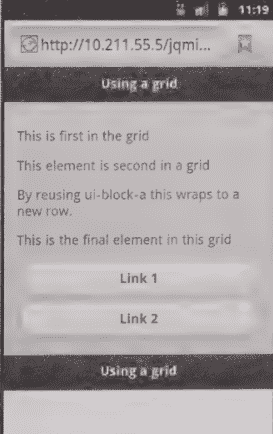 11:19
http://10.211.55.5/jqmi...
Using a grid
This is first in the grid
This element is second in a grid
By reusing ui-block-a this wraps to a
new row.
This is the final element in this grid
Link 1
Link 2
Using a grid